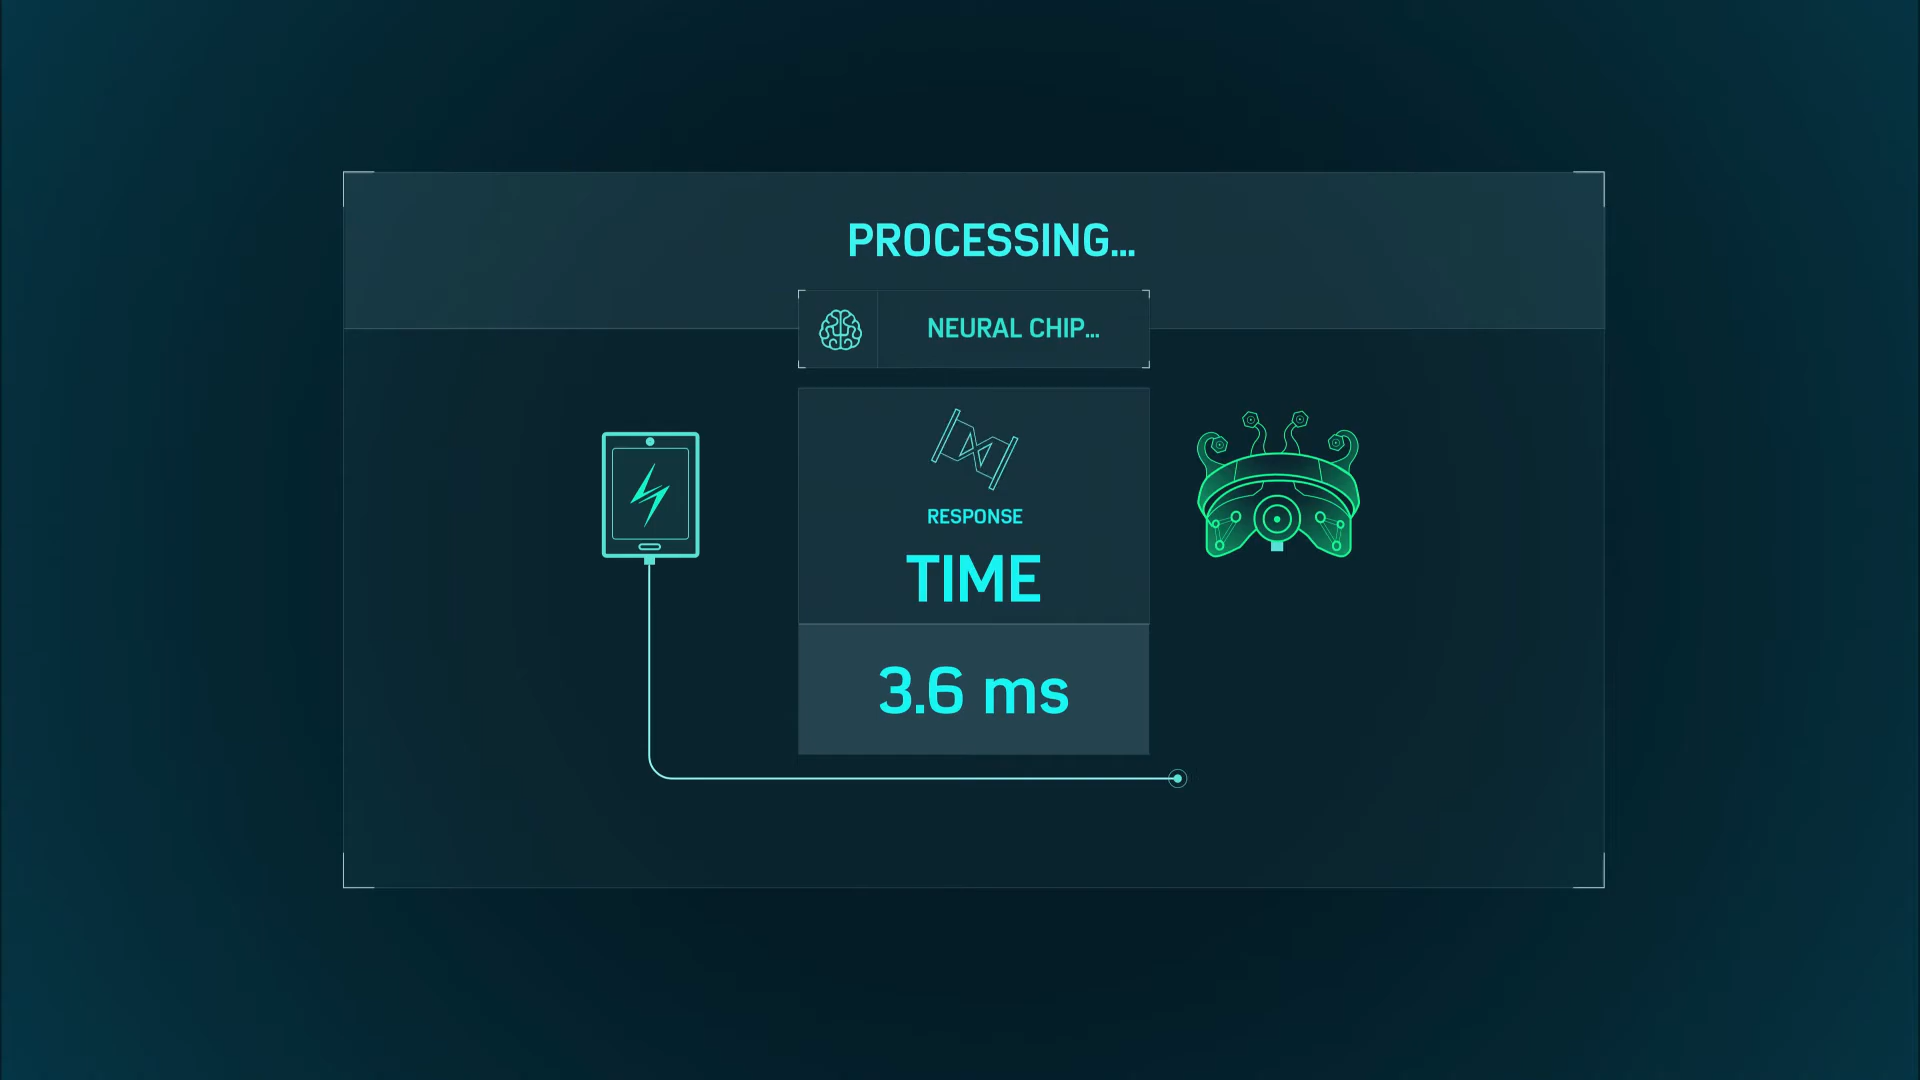 PROCESSING...
NEURAL CHIP...
RESPONSE
TIME
3.6 ms